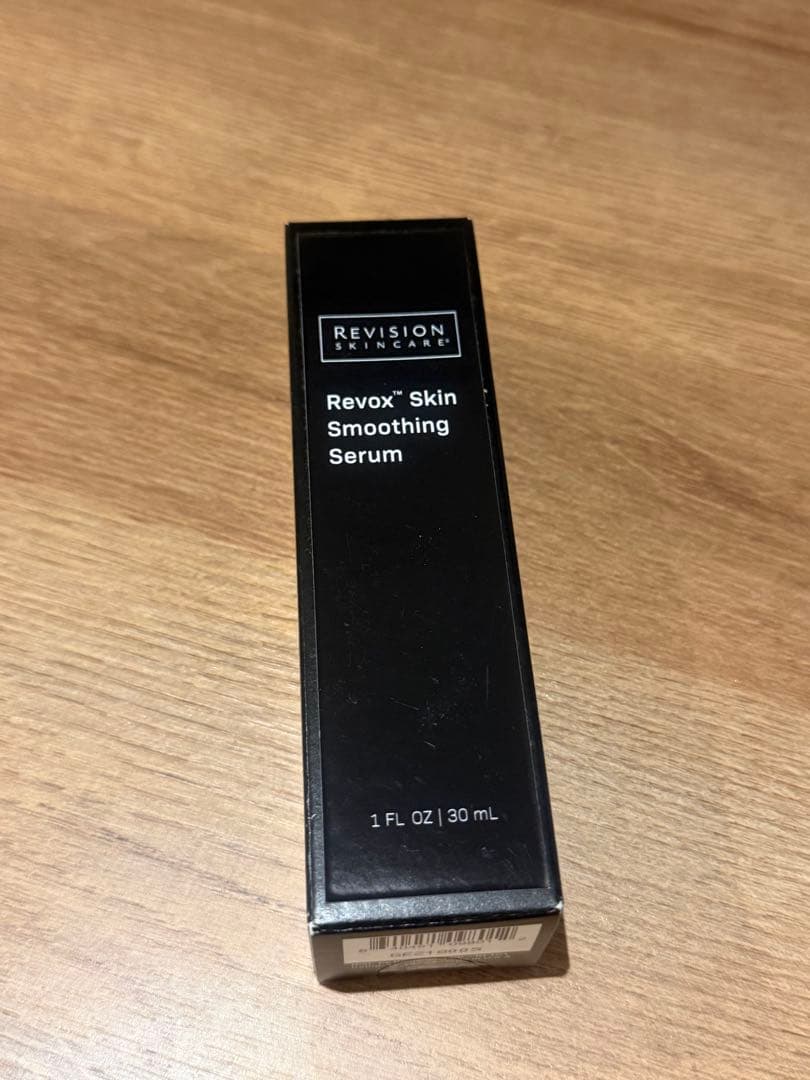 REVISION
SKINCARE®
Revox™ Skin
Smoothing
Serum
1 FL OZ | 30 mL